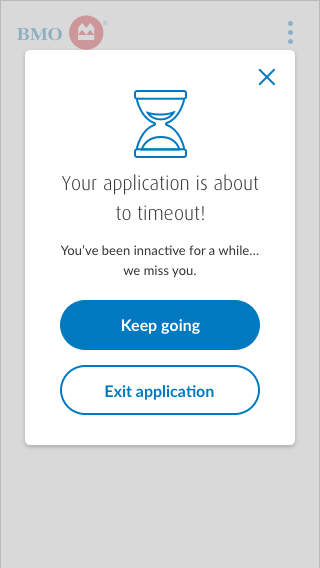 BMO
Your application is about
to timeout!
You've been innactive for a while...
we miss you.
Keep going
Exit application